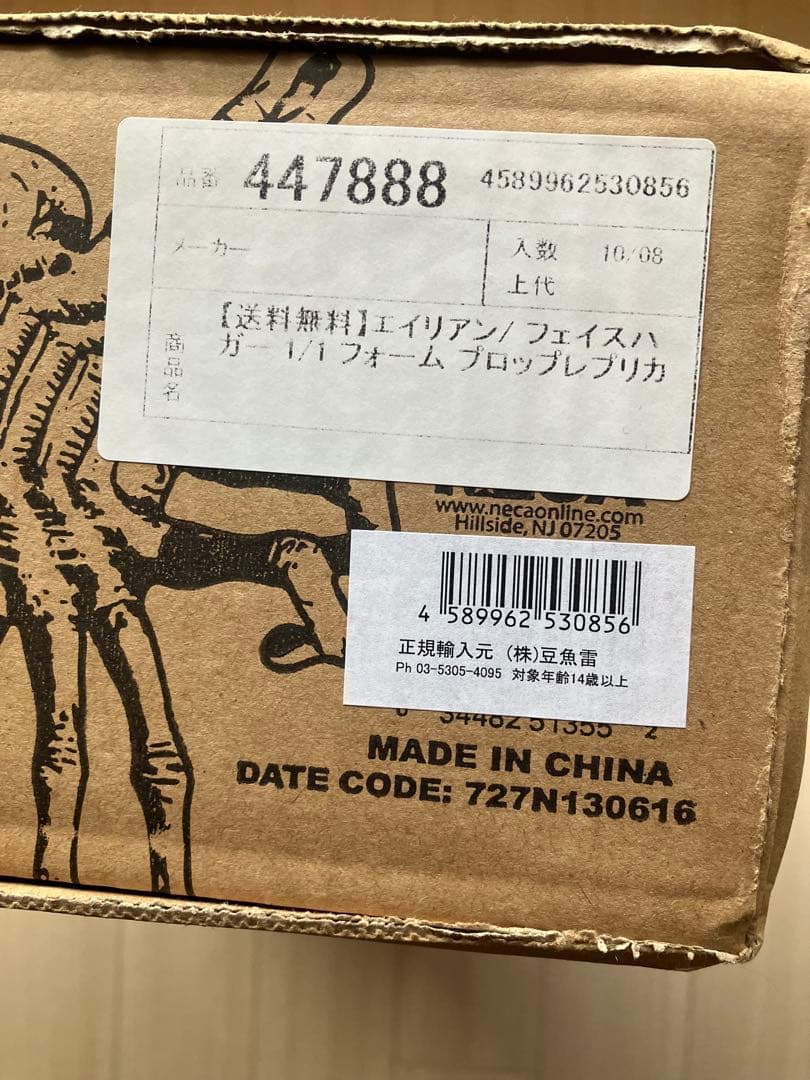 品番 447888 4589962530856
メーカー 入数 10/08
上代
商品名 【送料無料】エイリアン/ フェイスハ
ガー 1/1 フォーム プロップレプリカ
www.necaonline.com
Hillside, NJ 07205
4 589962 530856
正規輸入元 (株)豆魚雷
Ph 03-5305-4095 対象年齢14歳以上
0 34482 51355 2
MADE IN CHINA
DATE CODE: 727N130616